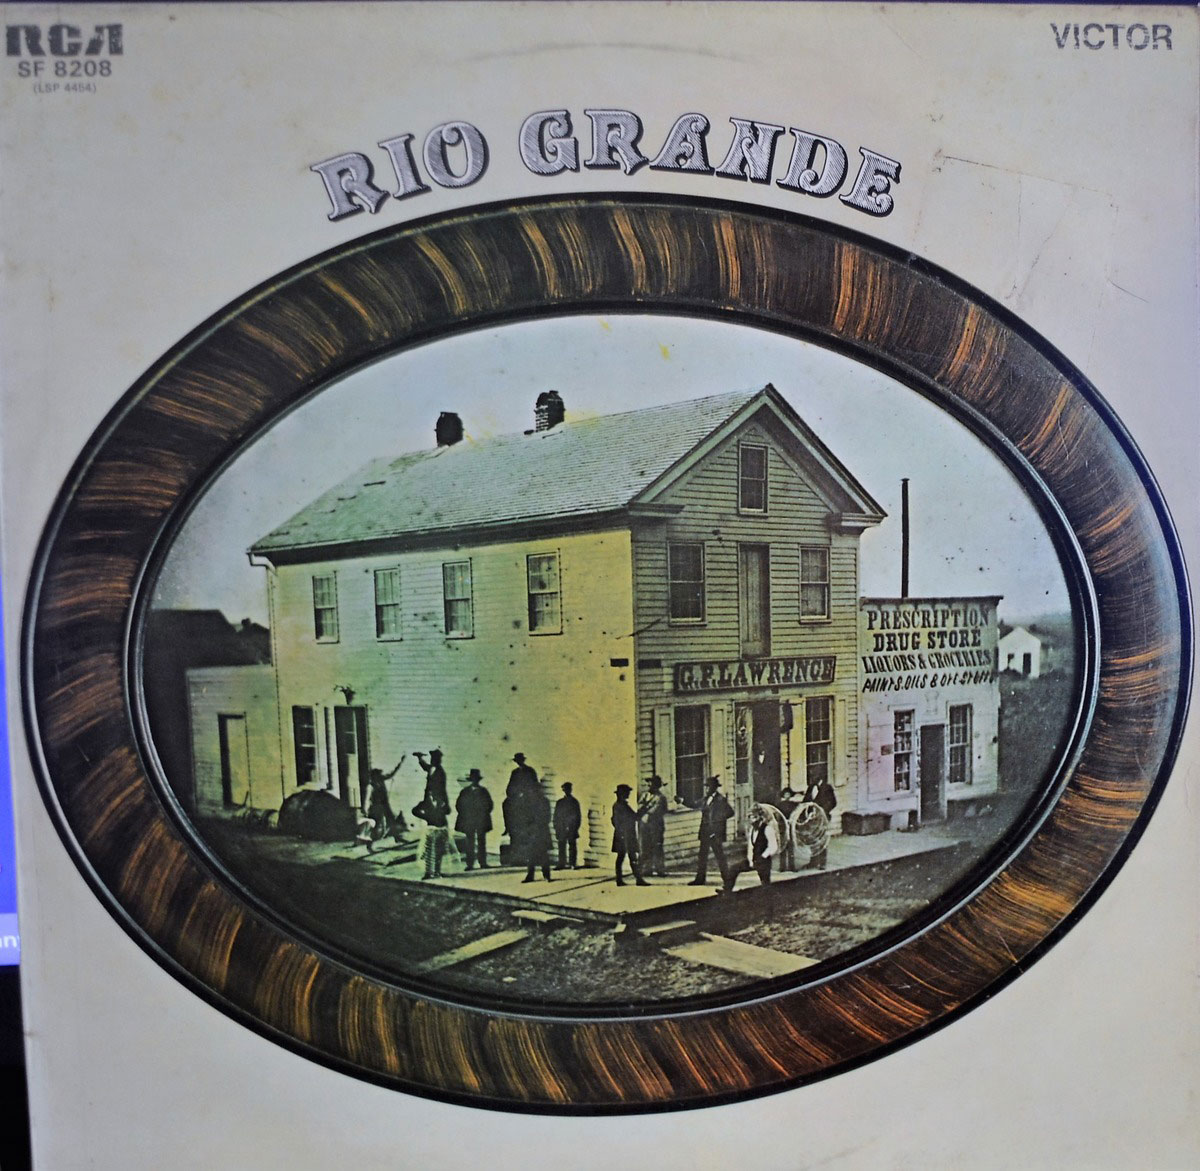 RCA
SF 8208
(LSP 4454)
VICTOR
RIO GRANDE
G.F. LAWRENCE
PRESCRIPTION
DRUG STORE
LIQUORS & GROCERIES
PAINTS. OILS & DYE STUFFS